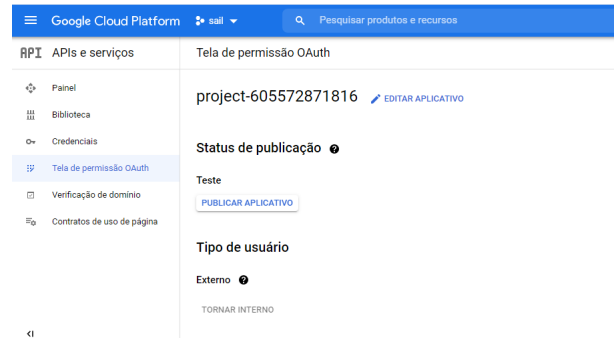 Google Cloud Platform sail Pesquisar produtos e recursos
API APIs e serviços
Tela de permissão OAuth
Painel
Biblioteca
Credenciais
Tela de permissão OAuth
Verificação de domínio
Contratos de uso de página
project-605572871816 EDITAR APLICATIVO
Status de publicação
Teste
PUBLICAR APLICATIVO
Tipo de usuário
Externo
TORNAR INTERNO